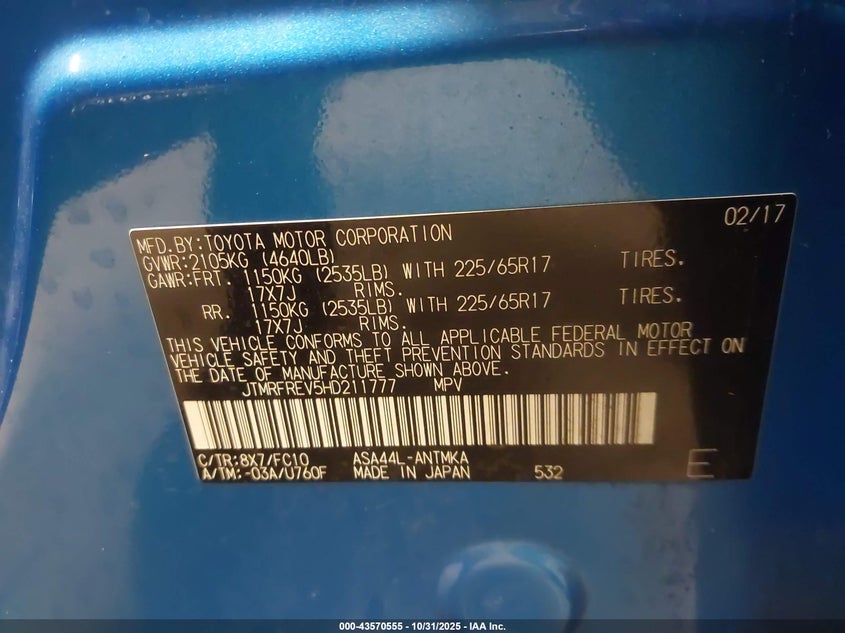 02/17
MFD.BY:TOYOTA MOTOR CORPORATION
GVWR:2105KG (4640LB)
GAWR:FRT. 1150KG (2535LB) WITH 225/65R17 TIRES.
17X7J RIMS.
RR. 1150KG (2535LB) WITH 225/65R17 TIRES.
17X7J RIMS.
THIS VEHICLE CONFORMS TO ALL APPLICABLE FEDERAL MOTOR
VEHICLE SAFETY AND THEFT PREVENTION STANDARDS IN EFFECT ON
THE DATE OF MANUFACTURE SHOWN ABOVE.
JTMRFREV5HD211777 MPV
C/TR:8X7/FC10 ASA44L-ANTMKA
A/TM:-03A/U760F MADE IN JAPAN 532 E
000-43570555 - 10/31/2025 - IAA Inc.